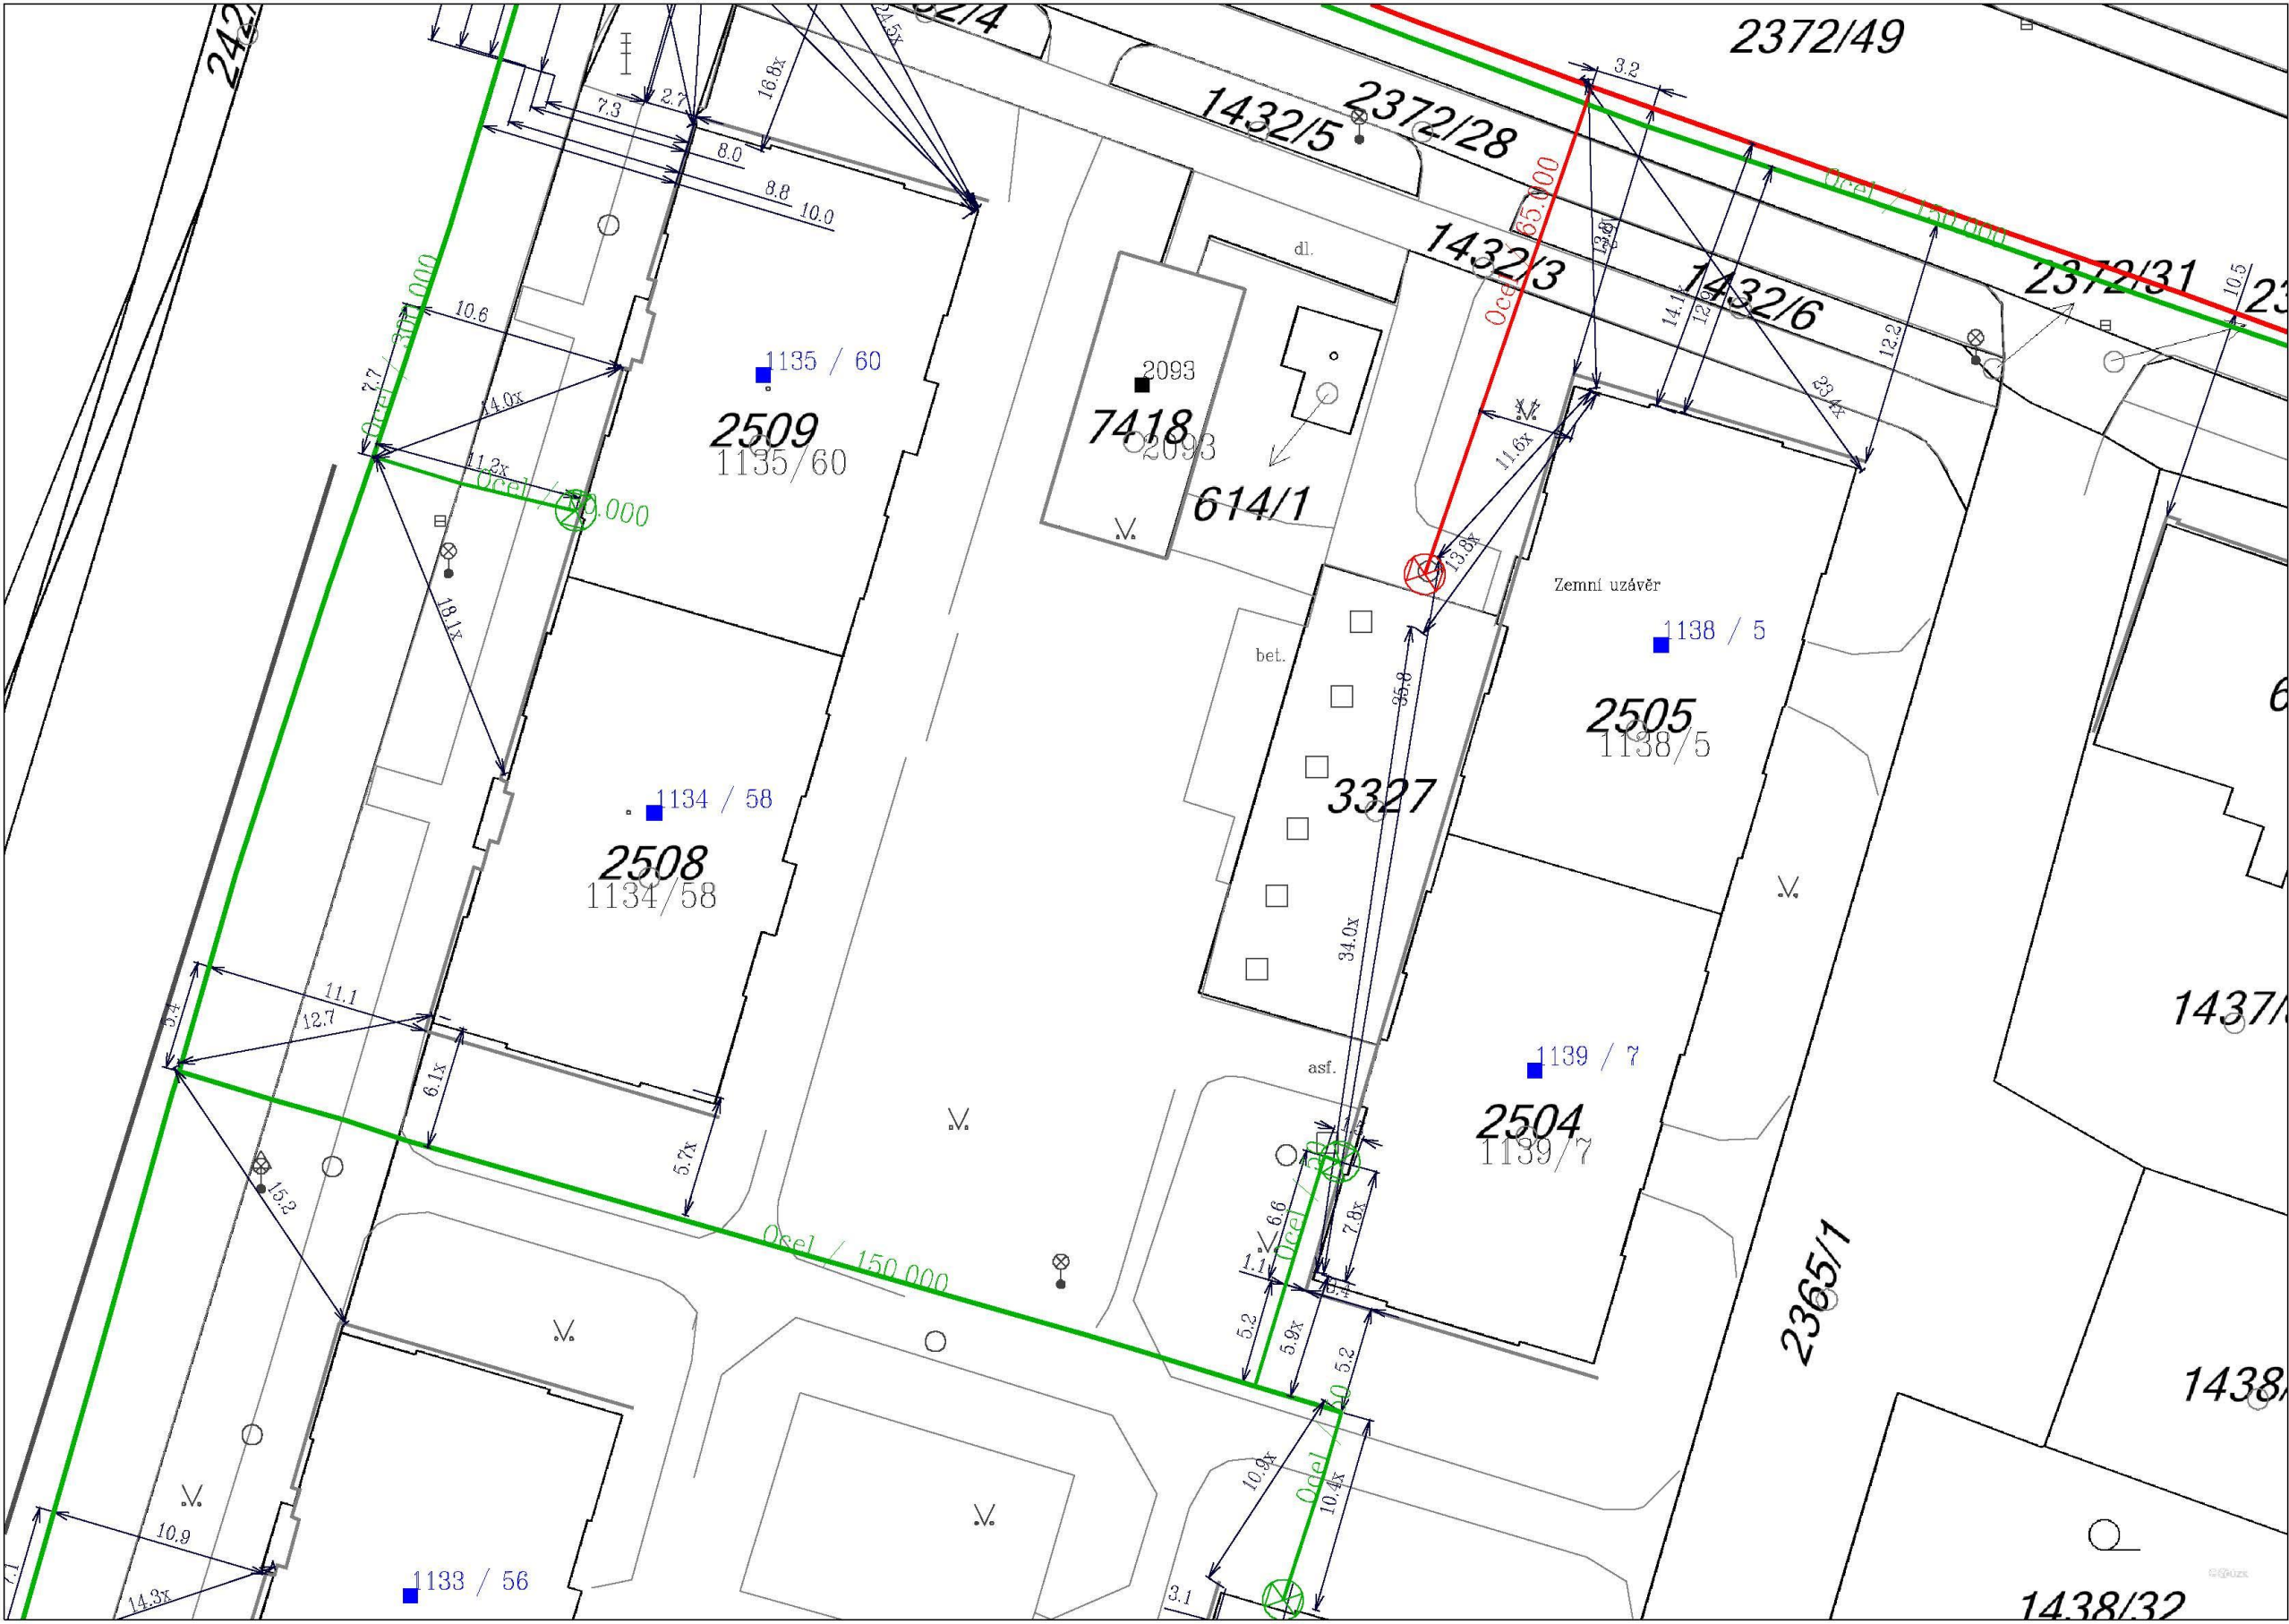 2372/49
24.5x
16.8x
3.2
2.7
7.3
8.0
8.8
10.0
1432/5
2372/28
Ocel / 65.000
Ocel / 150.000
dl.
1432/3
1432/6
2372/31
10.5
14.1x
12.2
23.4x
Ocel / 300.000
10.6
7.7
14.0x
11.2x
1135 / 60
2509
1135/60
2093
7418
2093
614/1
11.6x
13.8x
Zemní uzávěr
18.1x
1138 / 5
2505
1138/5
bet.
35.8
3327
1134 / 58
2508
1134/58
34.0x
11.1
12.7
5.4
6.1x
5.7x
1437/
asf.
1139 / 7
2504
1139/7
15.2
6.6
7.8x
1.1
Ocel / 50
Ocel / 150.000
5.2
5.9x
5.2
2365/1
1438/
10.9x
10.4x
10.9
7.1
14.3x
1133 / 56
3.1
1438/32